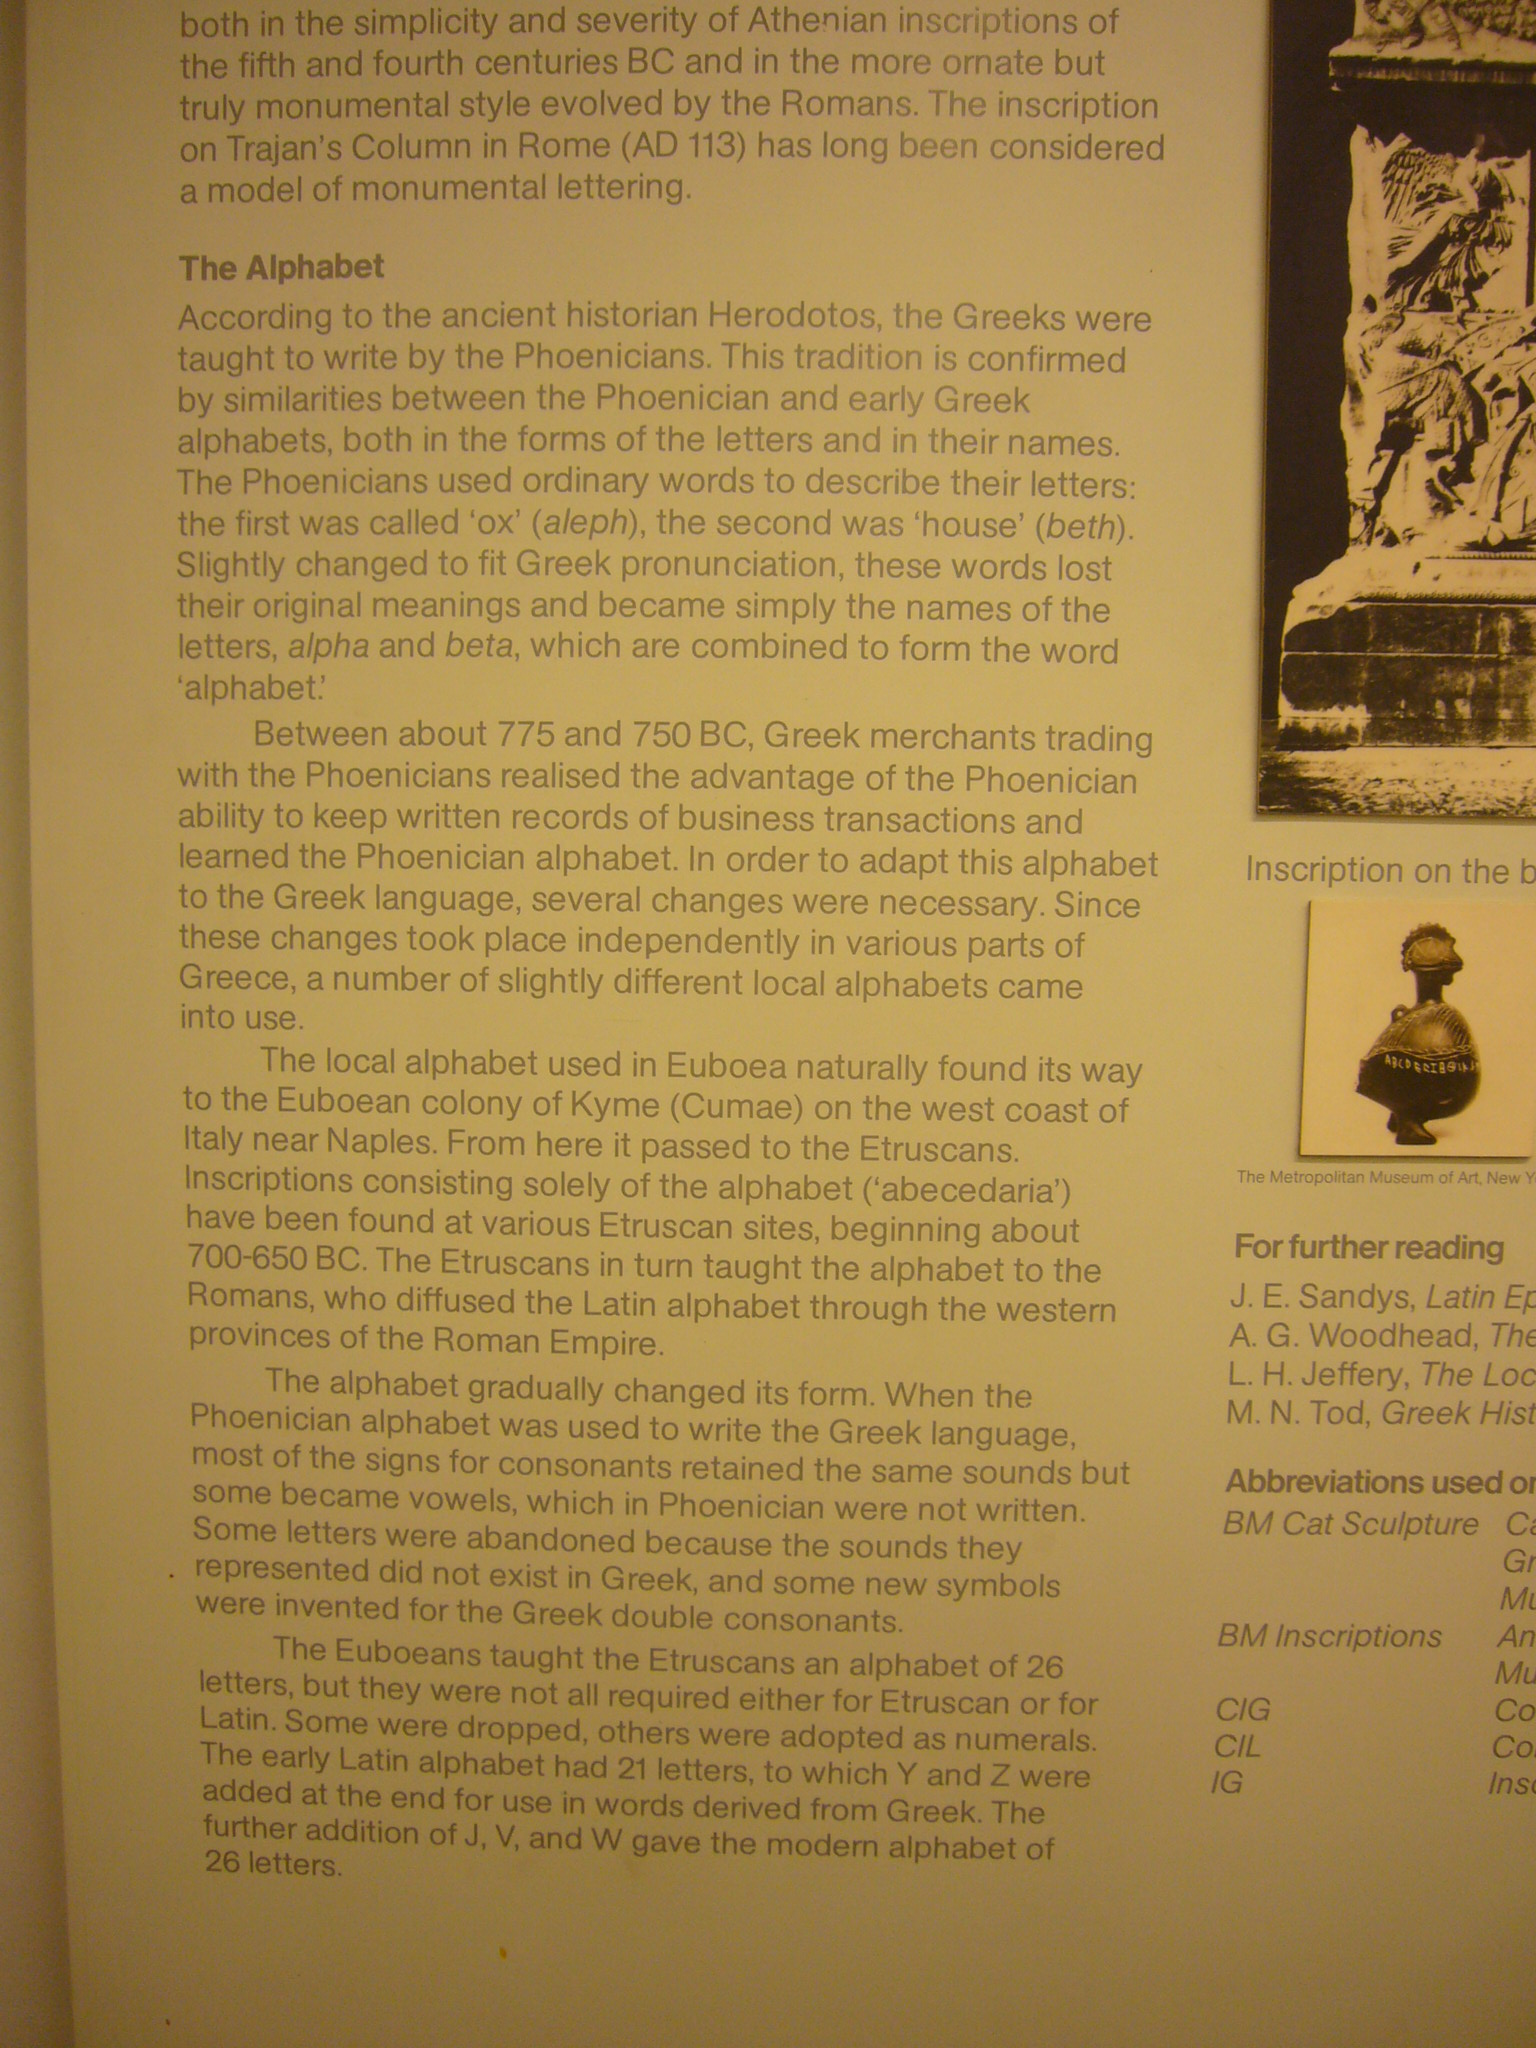 both in the simplicity and severity of Athenian inscriptions of
the fifth and fourth centuries BC and in the more ornate but
truly monumental style evolved by the Romans. The inscription
on Trajan's Column in Rome (AD 113) has long been considered
a model of monumental lettering.
The Alphabet
According to the ancient historian Herodotos, the Greeks were
taught to write by the Phoenicians. This tradition is confirmed
by similarities between the Phoenician and early Greek
alphabets, both in the forms of the letters and in their names.
The Phoenicians used ordinary words to describe their letters:
the first was called 'ox' (aleph), the second was 'house' (beth).
Slightly changed to fit Greek pronunciation, these words lost
their original meanings and became simply the names of the
letters, alpha and beta, which are combined to form the word
'alphabet.'
Between about 775 and 750 BC, Greek merchants trading
with the Phoenicians realised the advantage of the Phoenician
ability to keep written records of business transactions and
learned the Phoenician alphabet. In order to adapt this alphabet
to the Greek language, several changes were necessary. Since
these changes took place independently in various parts of
Greece, a number of slightly different local alphabets came
into use.
The local alphabet used in Euboea naturally found its way
to the Euboean colony of Kyme (Cumae) on the west coast of
Italy near Naples. From here it passed to the Etruscans.
Inscriptions consisting solely of the alphabet ('abecedaria')
have been found at various Etruscan sites, beginning about
700-650 BC. The Etruscans in turn taught the alphabet to the
Romans, who diffused the Latin alphabet through the western
provinces of the Roman Empire.
The alphabet gradually changed its form. When the
Phoenician alphabet was used to write the Greek language,
most of the signs for consonants retained the same sounds but
some became vowels, which in Phoenician were not written.
Some letters were abandoned because the sounds they
represented did not exist in Greek, and some new symbols
were invented for the Greek double consonants.
The Euboeans taught the Etruscans an alphabet of 26
letters, but they were not all required either for Etruscan or for
Latin. Some were dropped, others were adopted as numerals.
The early Latin alphabet had 21 letters, to which Y and Z were
added at the end for use in words derived from Greek. The
further addition of J, V, and W gave the modern alphabet of
26 letters.
Inscription on the b
The Metropolitan Museum of Art, New Y
For further reading
J. E. Sandys, Latin Ep
A. G. Woodhead, The
L. H. Jeffery, The Loc
M. N. Tod, Greek Hist
Abbreviations used on
BM Cat Sculpture Ca
Gr
Mu
BM Inscriptions An
Mu
CIG Co
CIL Co
IG Insc